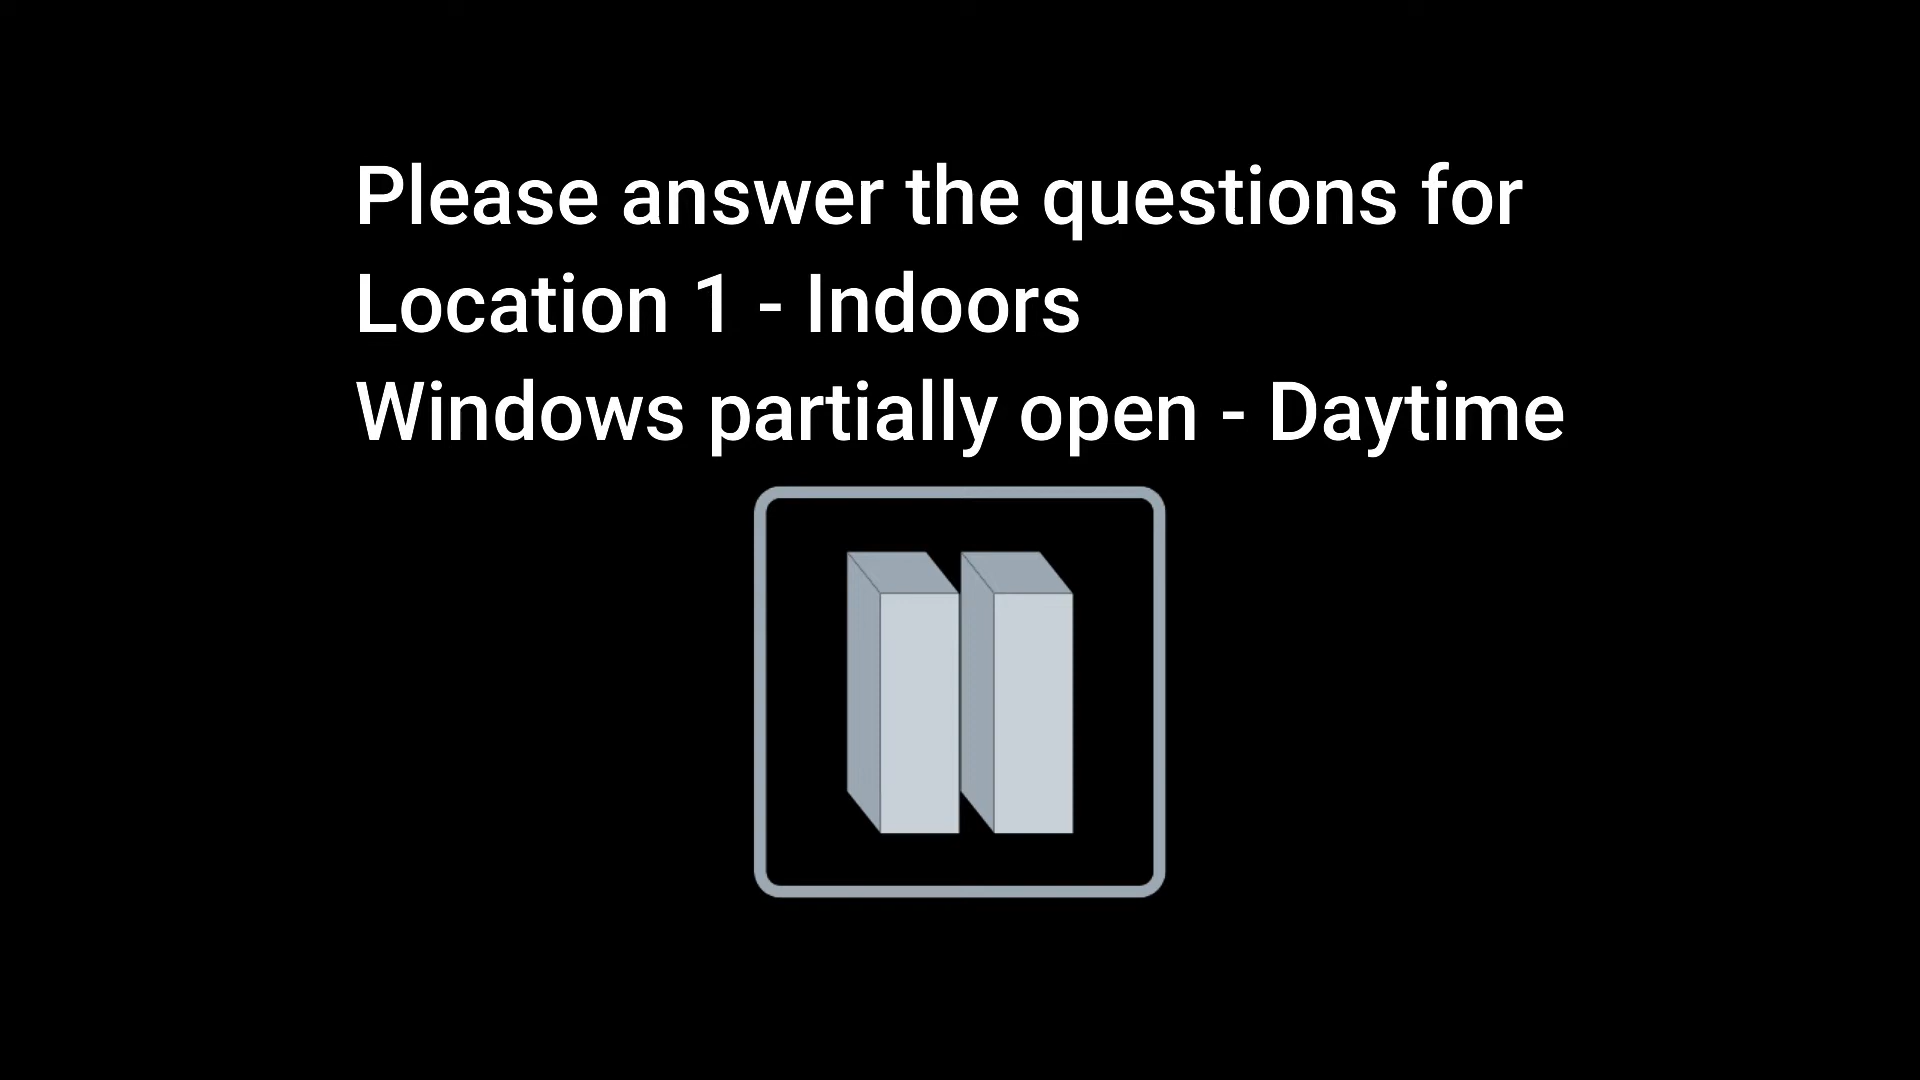 Please answer the questions for
Location 1 - Indoors
Windows partially open - Daytime